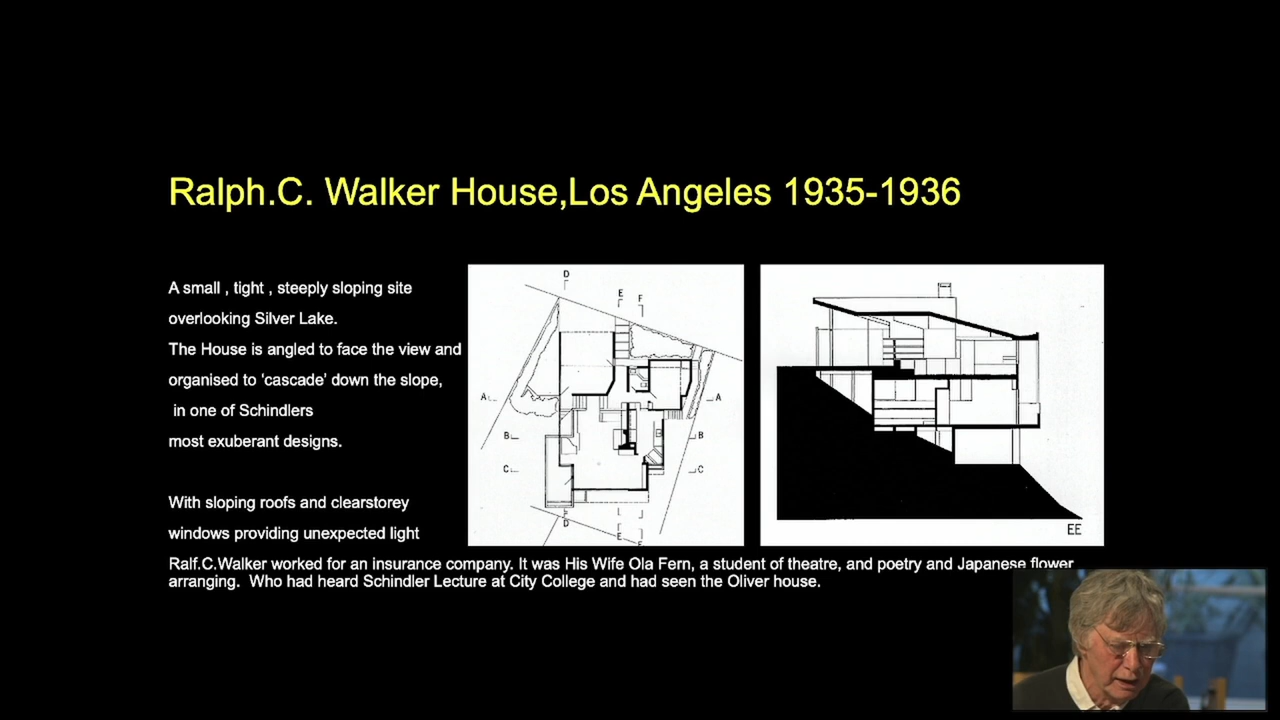 Ralph.C. Walker House,Los Angeles 1935-1936
A small , tight , steeply sloping site
overlooking Silver Lake.
The House is angled to face the view and
organised to 'cascade' down the slope,
in one of Schindlers
most exuberant designs.
With sloping roofs and clearstorey
windows providing unexpected light
Ralf.C.Walker worked for an insurance company. It was His Wife Ola Fern, a student of theatre, and poetry and Japanese flower
arranging. Who had heard Schindler Lecture at City College and had seen the Oliver house.
D
E F
A A
B B
C C
D
E F
EE